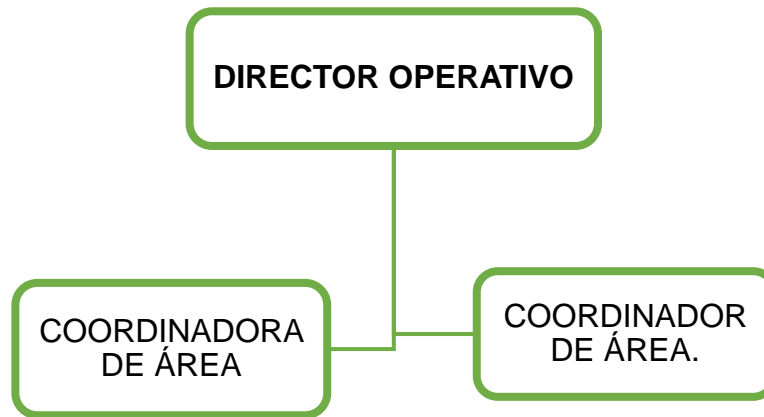 DIRECTOR OPERATIVO
COORDINADORA
DE ÁREA
COORDINADOR
DE ÁREA.